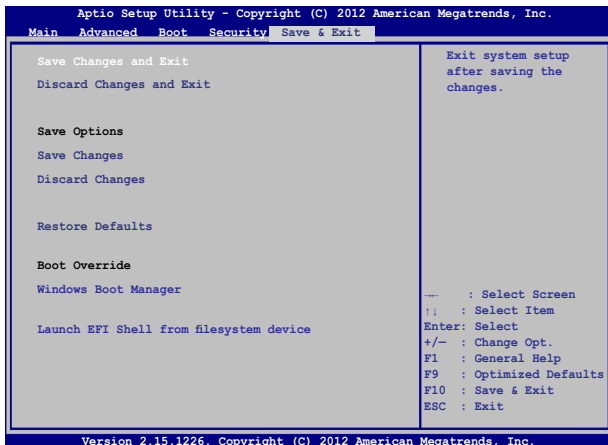 Aptio Setup Utility - Copyright (C) 2012 American Megatrends, Inc.
Main Advanced Boot Security Save & Exit
Save Changes and Exit
Discard Changes and Exit
Save Options
Save Changes
Discard Changes
Restore Defaults
Boot Override
Windows Boot Manager
Launch EFI Shell from filesystem device
Exit system setup
after saving the
changes.
→← : Select Screen
↑↓ : Select Item
Enter: Select
+/— : Change Opt.
F1 : General Help
F9 : Optimized Defaults
F10 : Save & Exit
ESC : Exit
Version 2.15.1226. Copyright (C) 2012 American Megatrends, Inc.